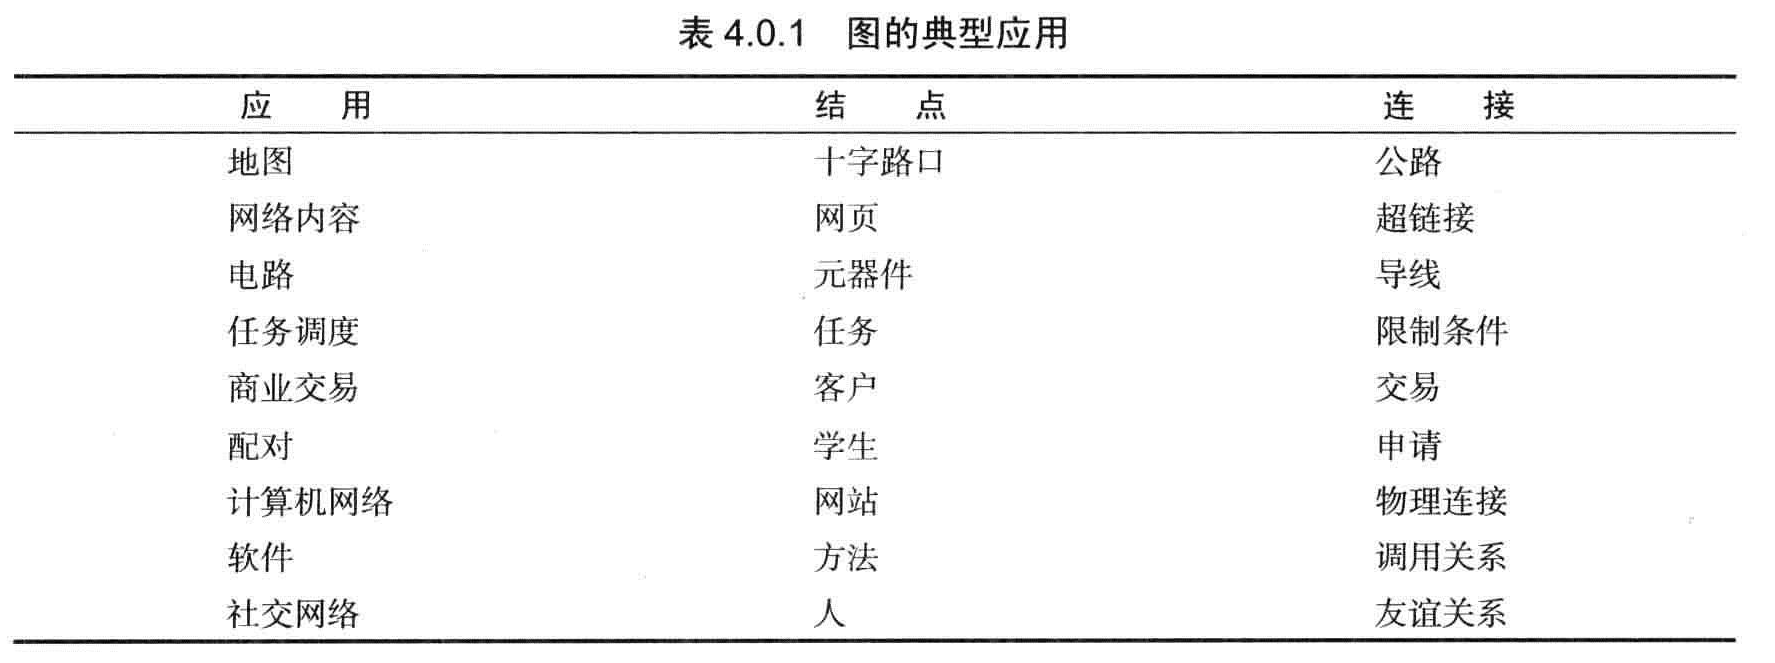 表 4.0.1 图的典型应用
应 用 结 点 连 接
地图 十字路口 公路
网络内容 网页 超链接
电路 元器件 导线
任务调度 任务 限制条件
商业交易 客户 交易
配对 学生 申请
计算机网络 网站 物理连接
软件 方法 调用关系
社交网络 人 友谊关系